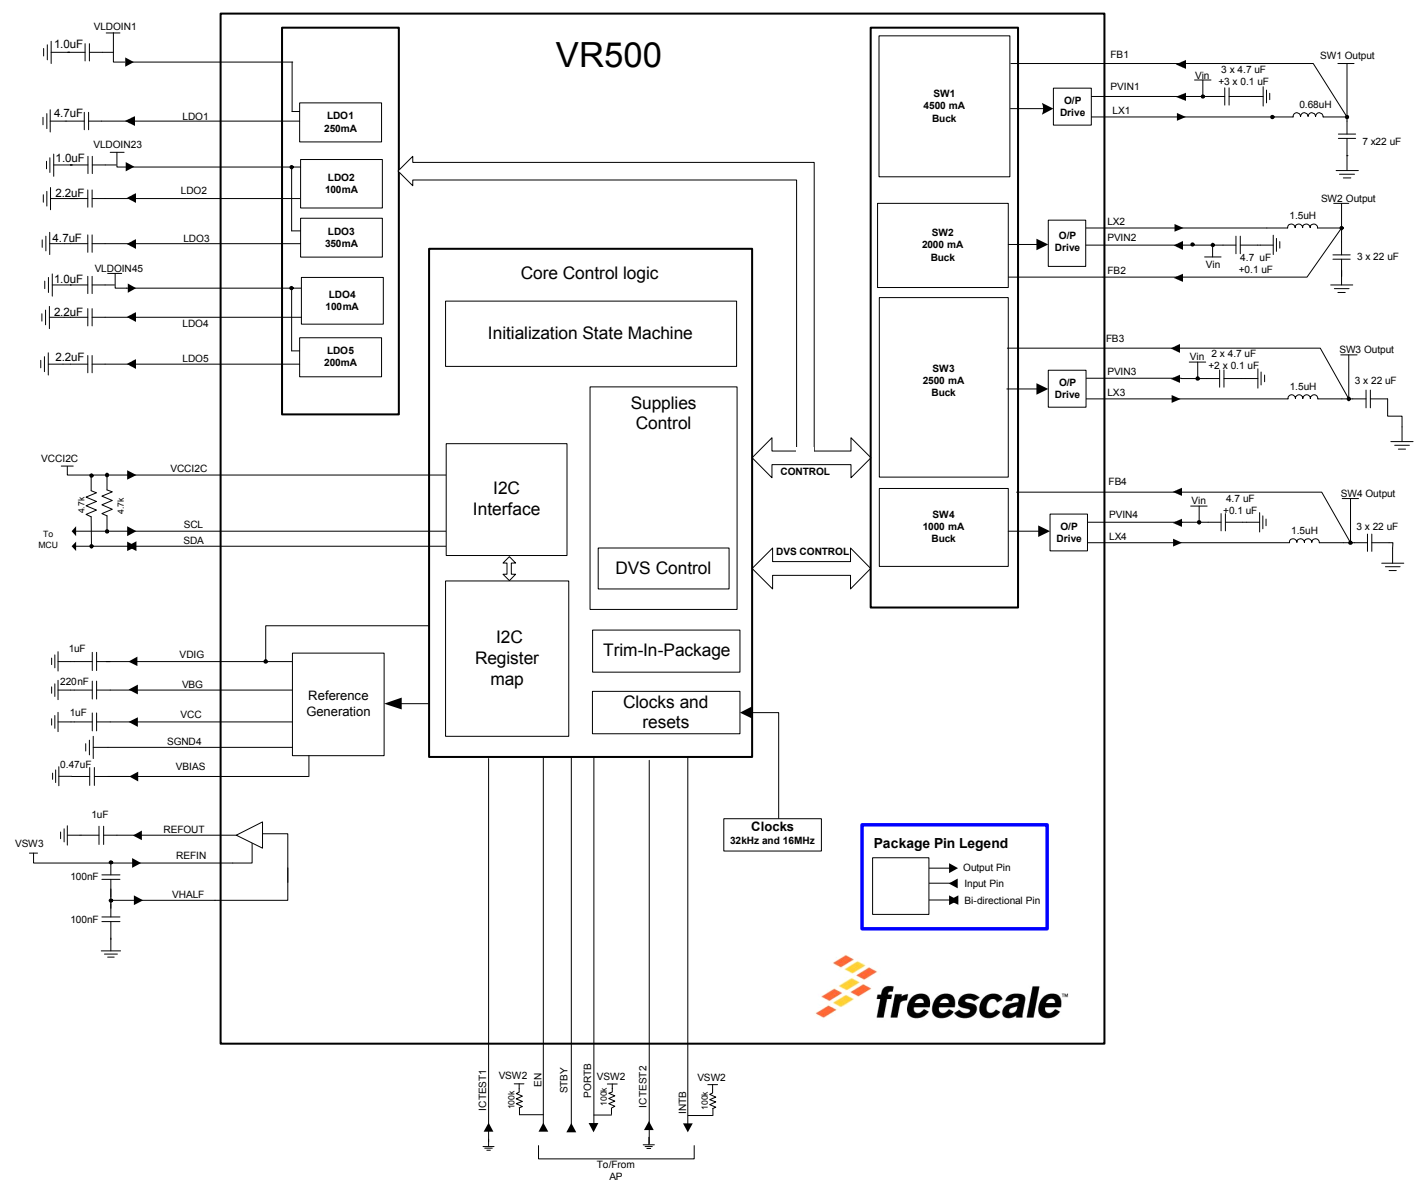 VR500
VLDOIN1
1.0uF
4.7uF
LDO1
LDO1
250mA
VLDOIN23
1.0uF
2.2uF
LDO2
LDO2
100mA
4.7uF
LDO3
LDO3
350mA
VLDOIN45
1.0uF
LDO4
100mA
2.2uF
LDO4
2.2uF
LDO5
LDO5
200mA
Core Control logic
Initialization State Machine
Supplies
Control
I2C
Interface
DVS Control
I2C
Register
map
Trim-In-Package
Clocks and
resets
VCCI2C
VCCI2C
4.7k
4.7k
To
MCU
SCL
SDA
1uF
VDIG
220nF
VBG
1uF
VCC
SGND4
0.47uF
VBIAS
Reference
Generation
1uF
REFOUT
VSW3
REFIN
100nF
VHALF
100nF
CONTROL
DVS CONTROL
SW1
4500 mA
Buck
O/P
Drive
FB1
PVIN1
LX1
Vin
3 x 4.7 uF
+3 x 0.1 uF
SW1 Output
0.68uH
7 x22 uF
SW2
2000 mA
Buck
O/P
Drive
LX2
PVIN2
FB2
1.5uH
SW2 Output
Vin
4.7 uF
+0.1 uF
3 x 22 uF
SW3
2500 mA
Buck
O/P
Drive
FB3
PVIN3
LX3
Vin
2 x 4.7 uF
+2 x 0.1 uF
SW3 Output
1.5uH
3 x 22 uF
SW4
1000 mA
Buck
O/P
Drive
FB4
PVIN4
LX4
Vin
4.7 uF
+0.1 uF
SW4 Output
1.5uH
3 x 22 uF
Clocks
32kHz and 16MHz
Package Pin Legend
Output Pin
Input Pin
Bi-directional Pin
freescale™
ICTEST1
VSW2
100k
EN
STBY
PORTB
VSW2
100k
ICTEST2
INTB
VSW2
100k
To/From
AP